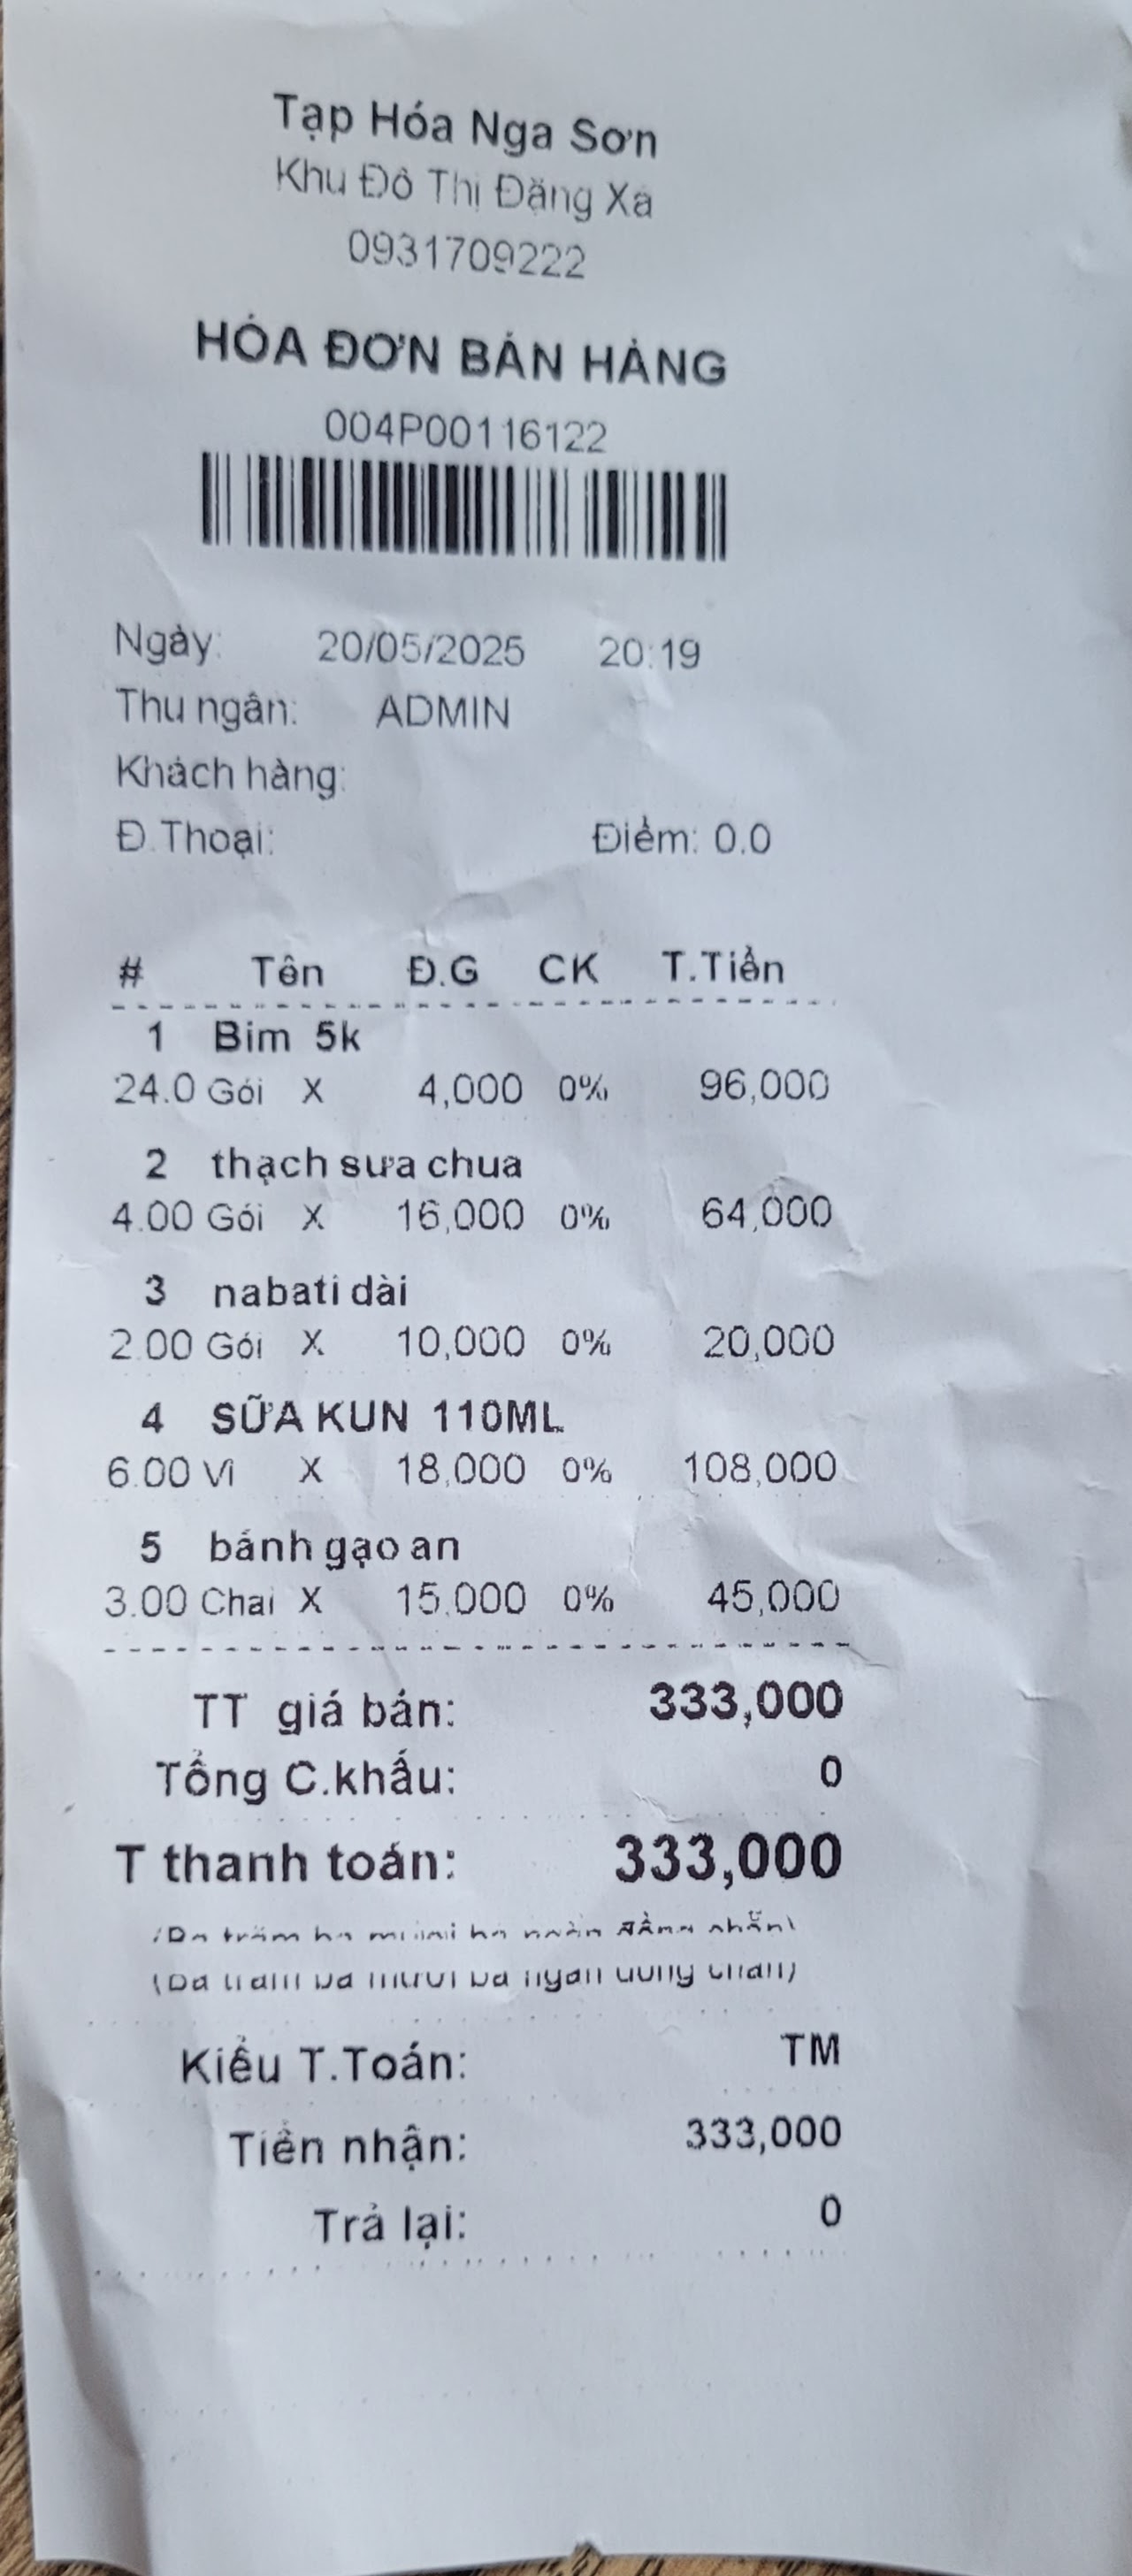 Tạp Hóa Nga Sơn
Khu Đô Thị Đặng Xá
0931709222
HÓA ĐƠN BÁN HÀNG
004P00116122
Ngày: 20/05/2025 20:19
Thu ngân: ADMIN
Khách hàng:
Đ.Thoại: Điểm: 0.0
# Tên Đ.G CK T.Tiền
1 Bim 5k
24.0 Gói X 4,000 0% 96,000
2 thạch sưa chua
4.00 Gói X 16,000 0% 64,000
3 nabati dài
2.00 Gói X 10,000 0% 20,000
4 SỮA KUN 110ML
6.00 Vỉ X 18,000 0% 108,000
5 bánh gạo an
3.00 Chai X 15,000 0% 45,000
TT giá bán: 333,000
Tổng C.khấu: 0
T thanh toán: 333,000
(Ba trăm ba mươi ba ngàn đồng chẵn)
Kiểu T.Toán: TM
Tiền nhận: 333,000
Trả lại: 0